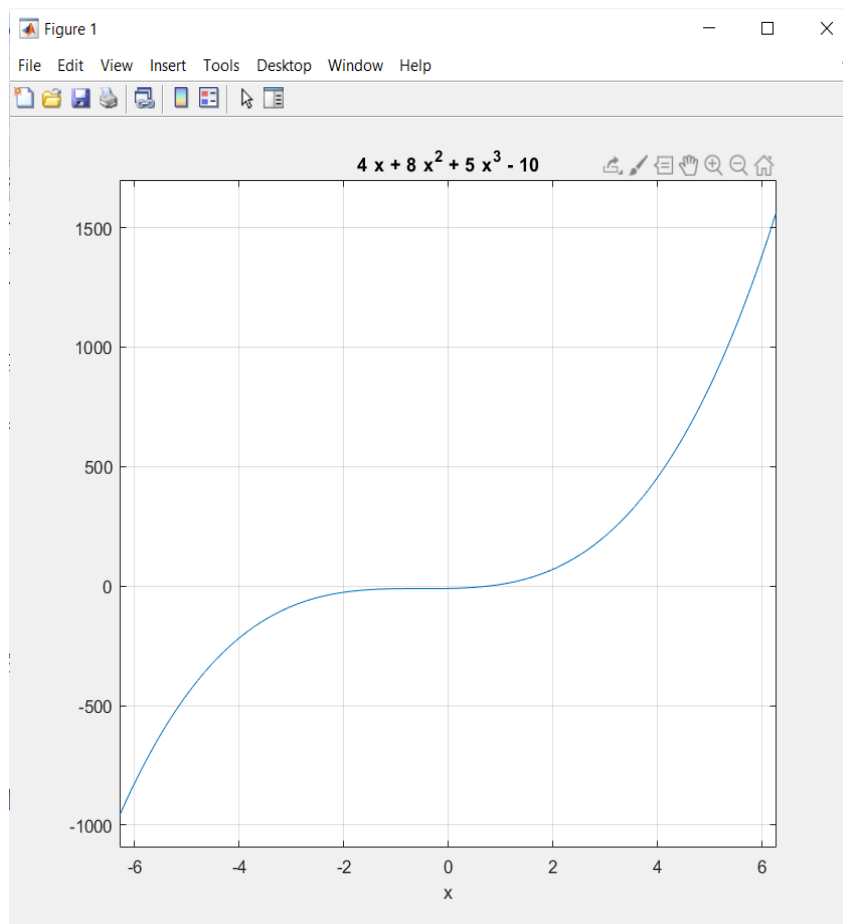 Figure 1
File Edit View Insert Tools Desktop Window Help
4 x + 8 x² + 5 x³ - 10
1500
1000
500
0
-500
-1000
-6 -4 -2 0 2 4 6
x